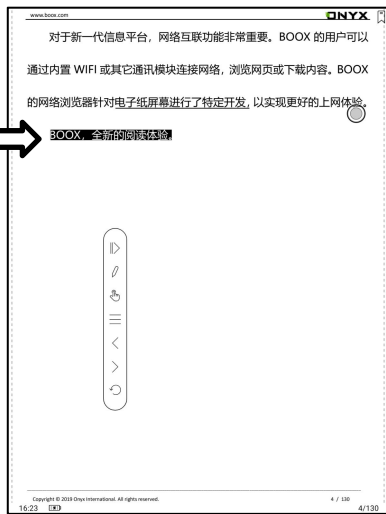 www.boox.com
ONYX
对于新一代信息平台，网络互联功能非常重要。BOOX 的用户可以
通过内置 WIFI 或其它通讯模块连接网络，浏览网页或下载内容。BOOX
的网络浏览器针对电子纸屏幕进行了特定开发，以实现更好的上网体验。
BOOX，全新的阅读体验。
Copyright © 2019 Onyx International. All rights reserved.
4 / 130
16:23
4/130